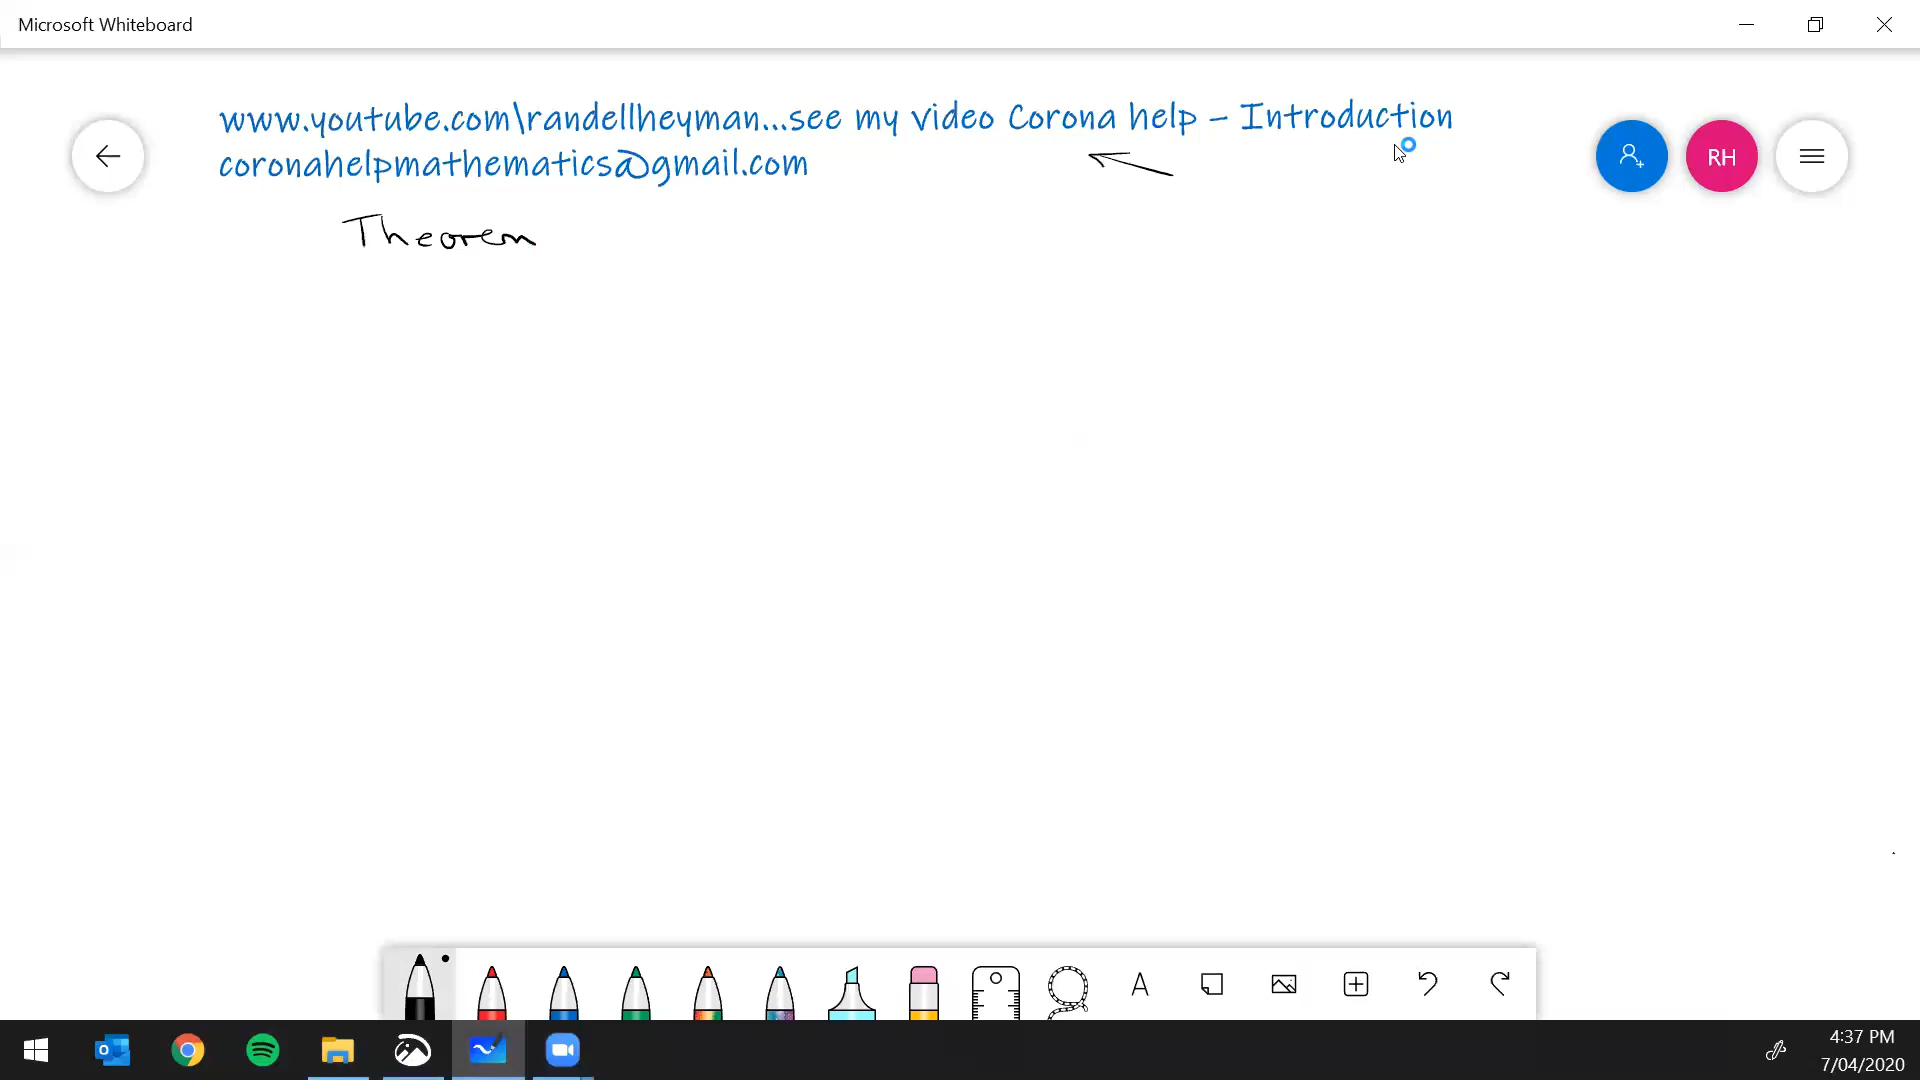 Microsoft Whiteboard
www.youtube.com\randellheyman...see my video Corona help – Introduction
coronahelpmathematics@gmail.com
RH
Theorem
4:37 PM
7/04/2020